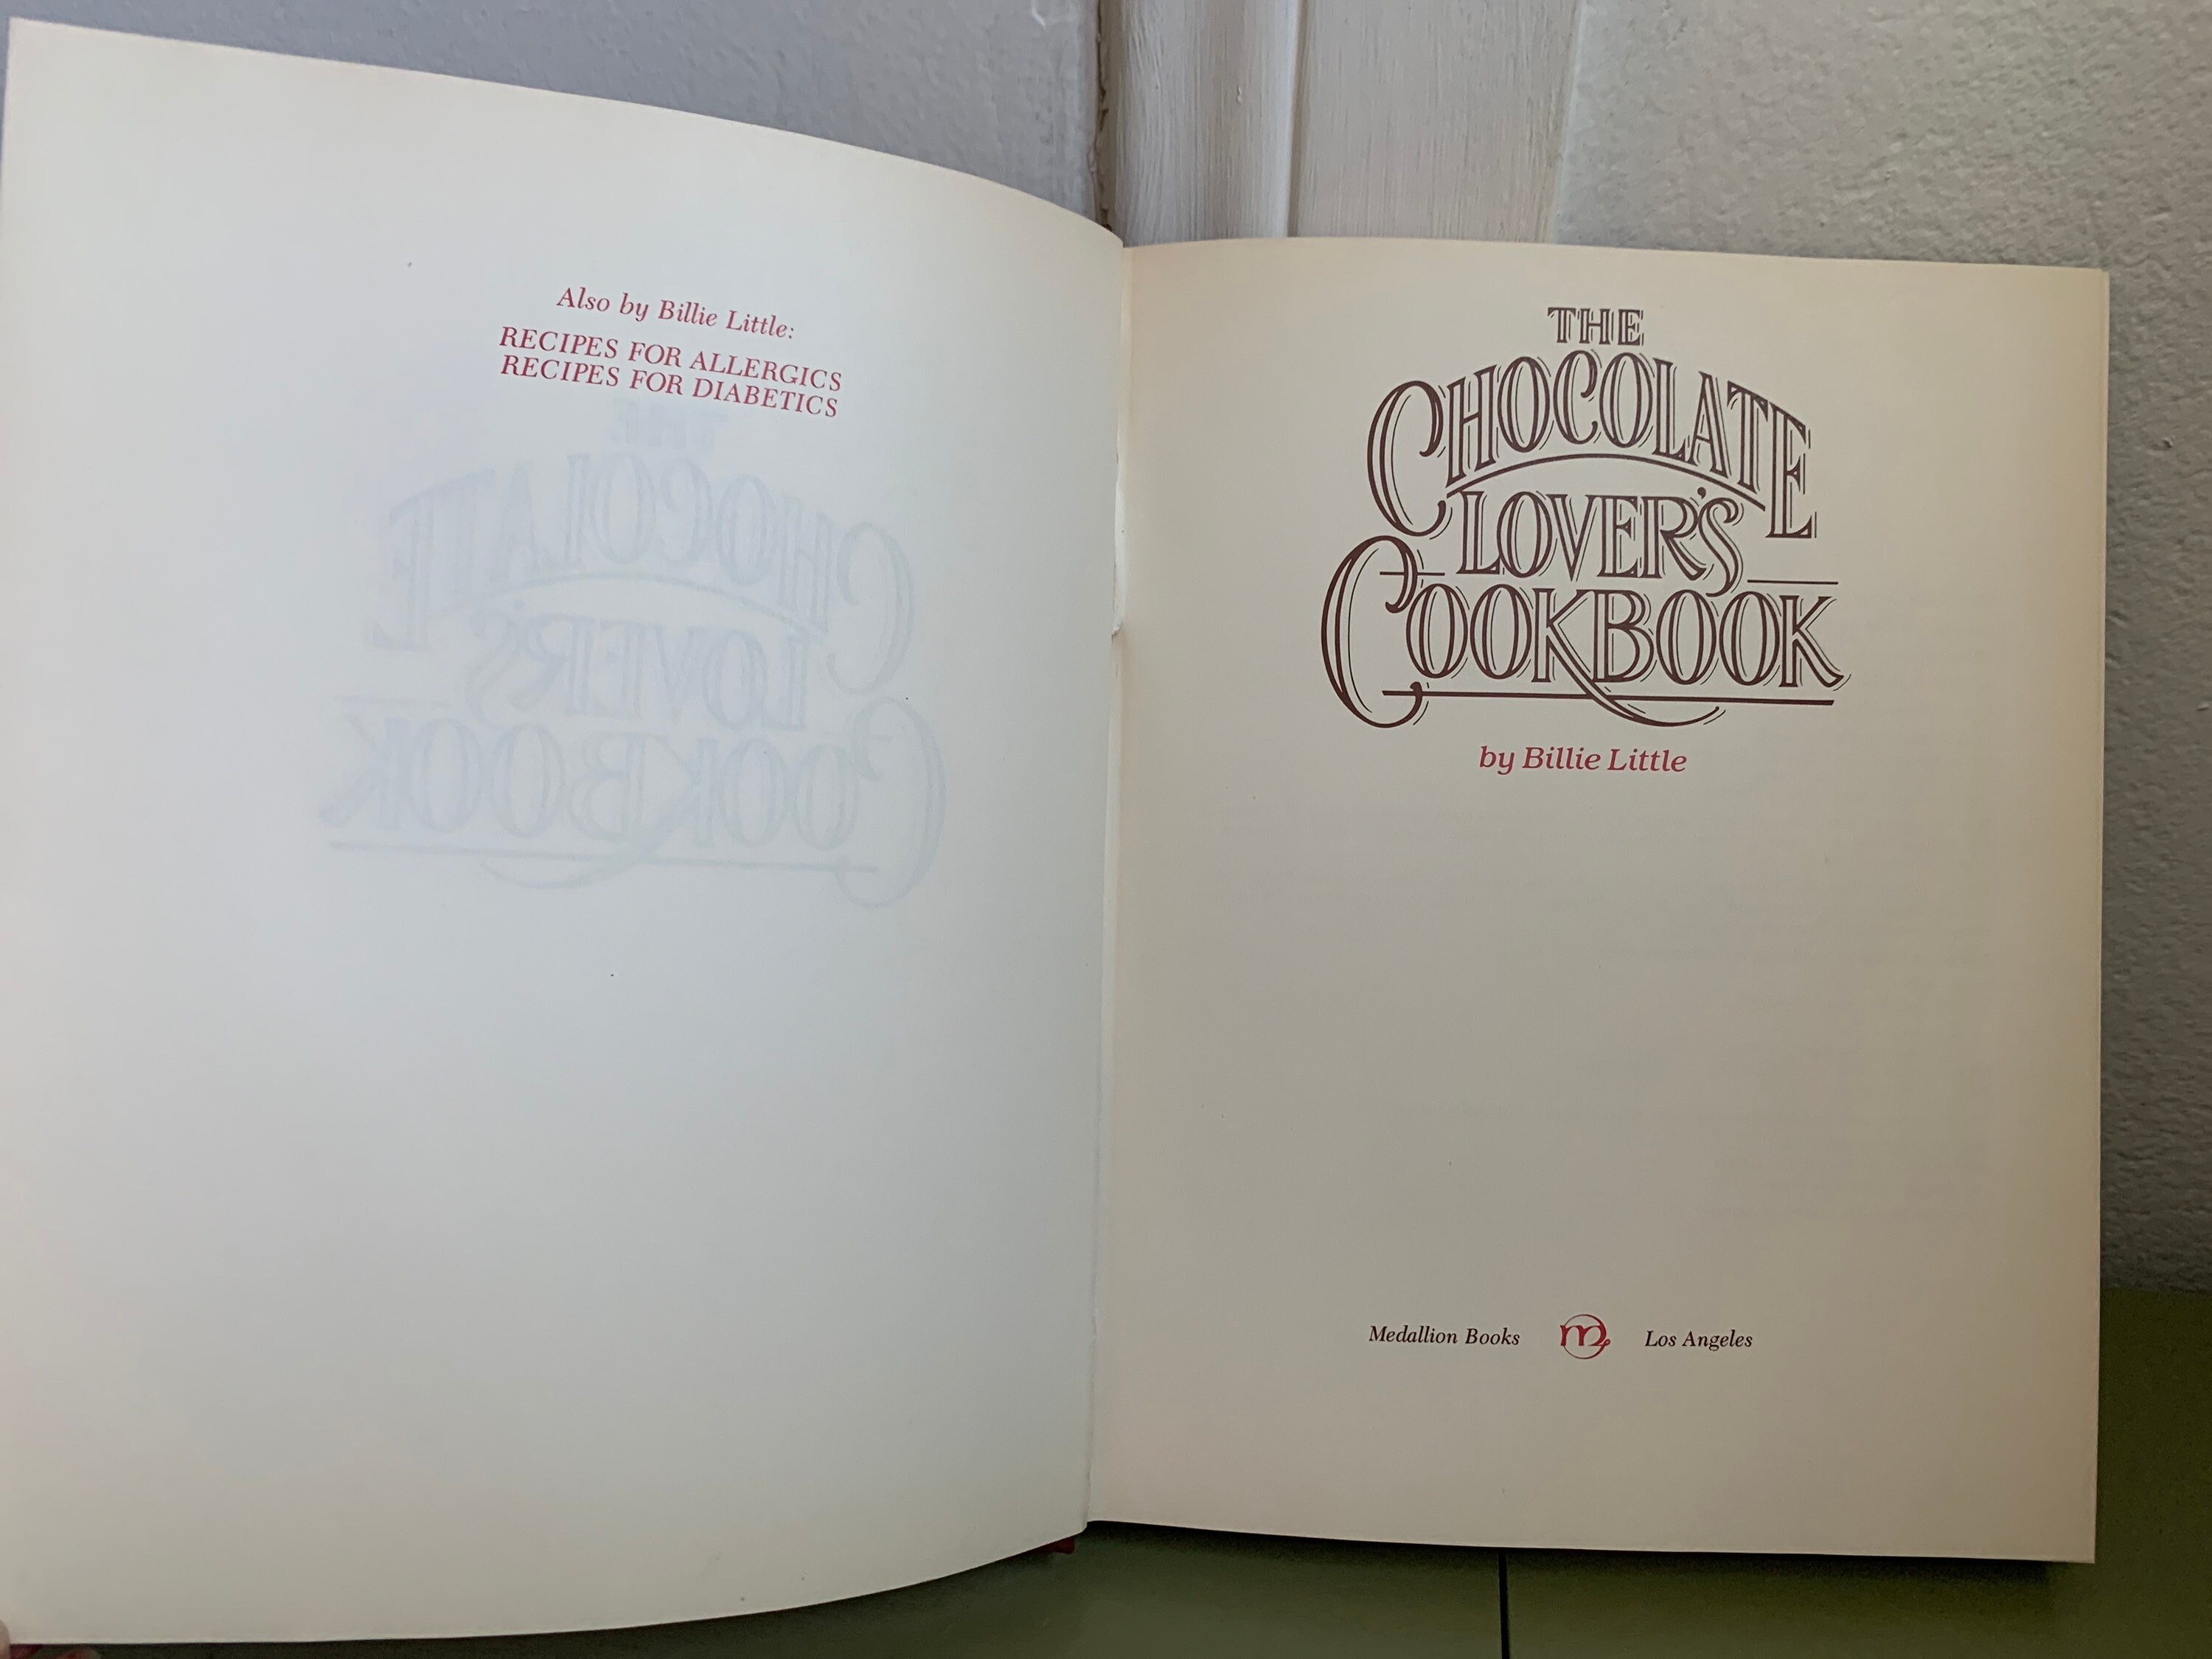 Also by Billie Little:
RECIPES FOR ALLERGICS
RECIPES FOR DIABETICS
THE
CHOCOLATE
LOVER'S
COOKBOOK
by Billie Little
Medallion Books m Los Angeles